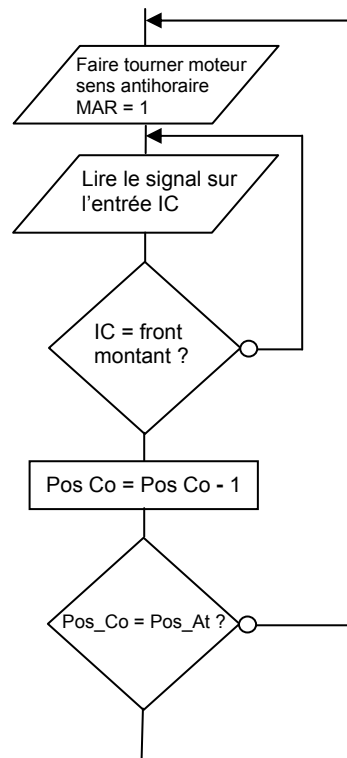 Faire tourner moteur
sens antihoraire
MAR = 1
Lire le signal sur
l'entrée IC
IC = front
montant ?
Pos Co = Pos Co - 1
Pos_Co = Pos_At ?